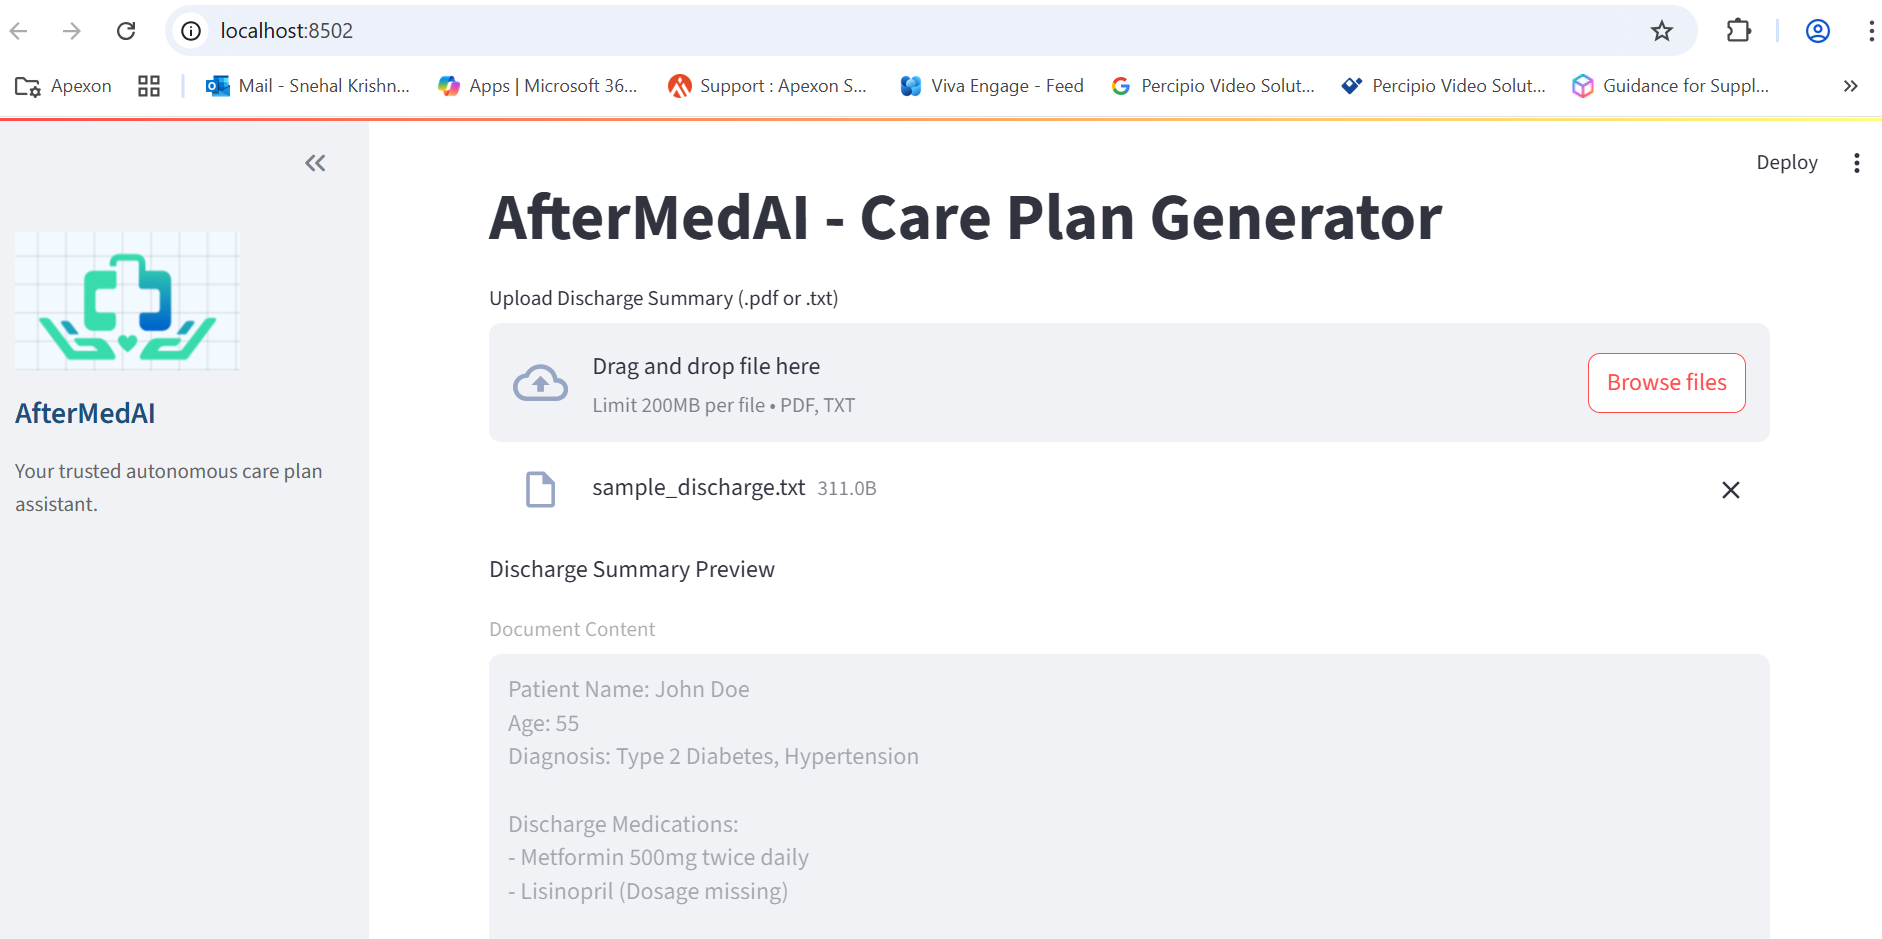 localhost:8502
Apexon
Mail - Snehal Krishn...
Apps | Microsoft 36...
Support : Apexon S...
Viva Engage - Feed
Percipio Video Solut...
Percipio Video Solut...
Guidance for Suppl...
Deploy
AfterMedAI
Your trusted autonomous care plan
assistant.
AfterMedAI - Care Plan Generator
Upload Discharge Summary (.pdf or .txt)
Drag and drop file here
Limit 200MB per file • PDF, TXT
Browse files
sample_discharge.txt 311.0B
Discharge Summary Preview
Document Content
Patient Name: John Doe
Age: 55
Diagnosis: Type 2 Diabetes, Hypertension
Discharge Medications:
- Metformin 500mg twice daily
- Lisinopril (Dosage missing)